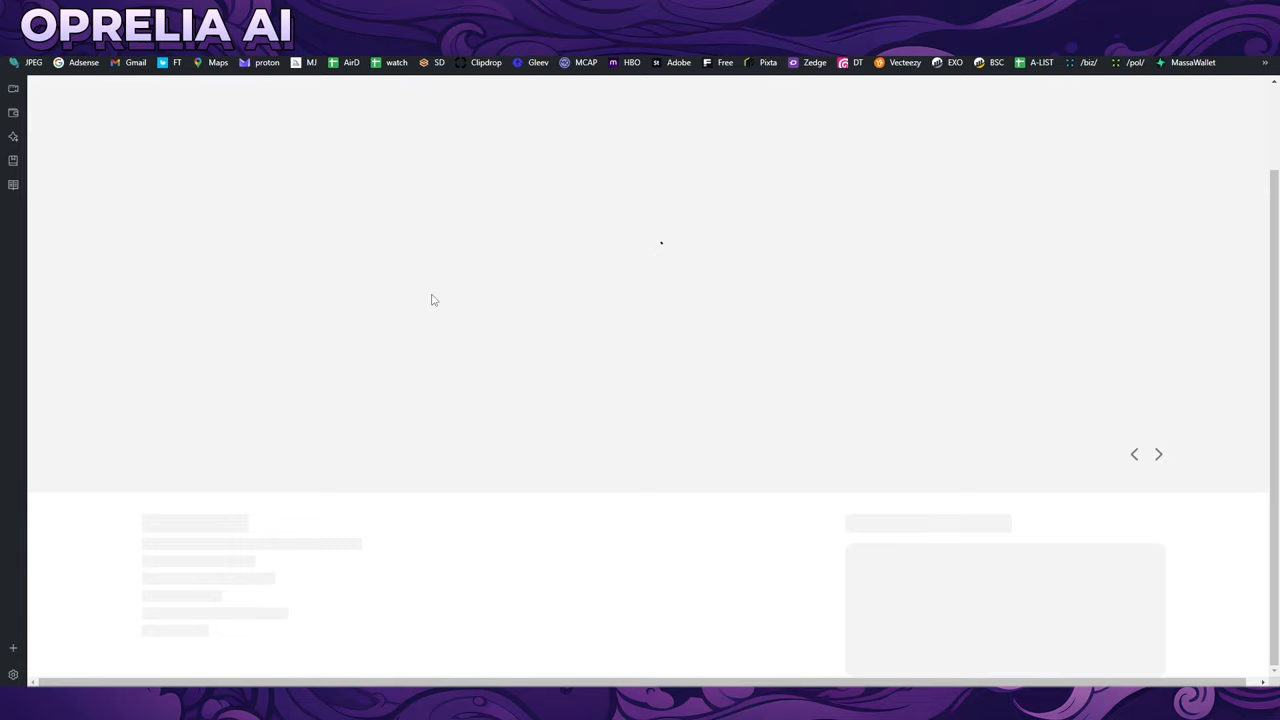 OPRELIA AI
JPEG Adsense Gmail FT Maps proton MJ AirD watch SD Clipdrop Gleev MCAP HBO Adobe Free Pixta Zedge DT Vecteezy EXO BSC A-LIST /biz/ /pol/ MassaWallet »